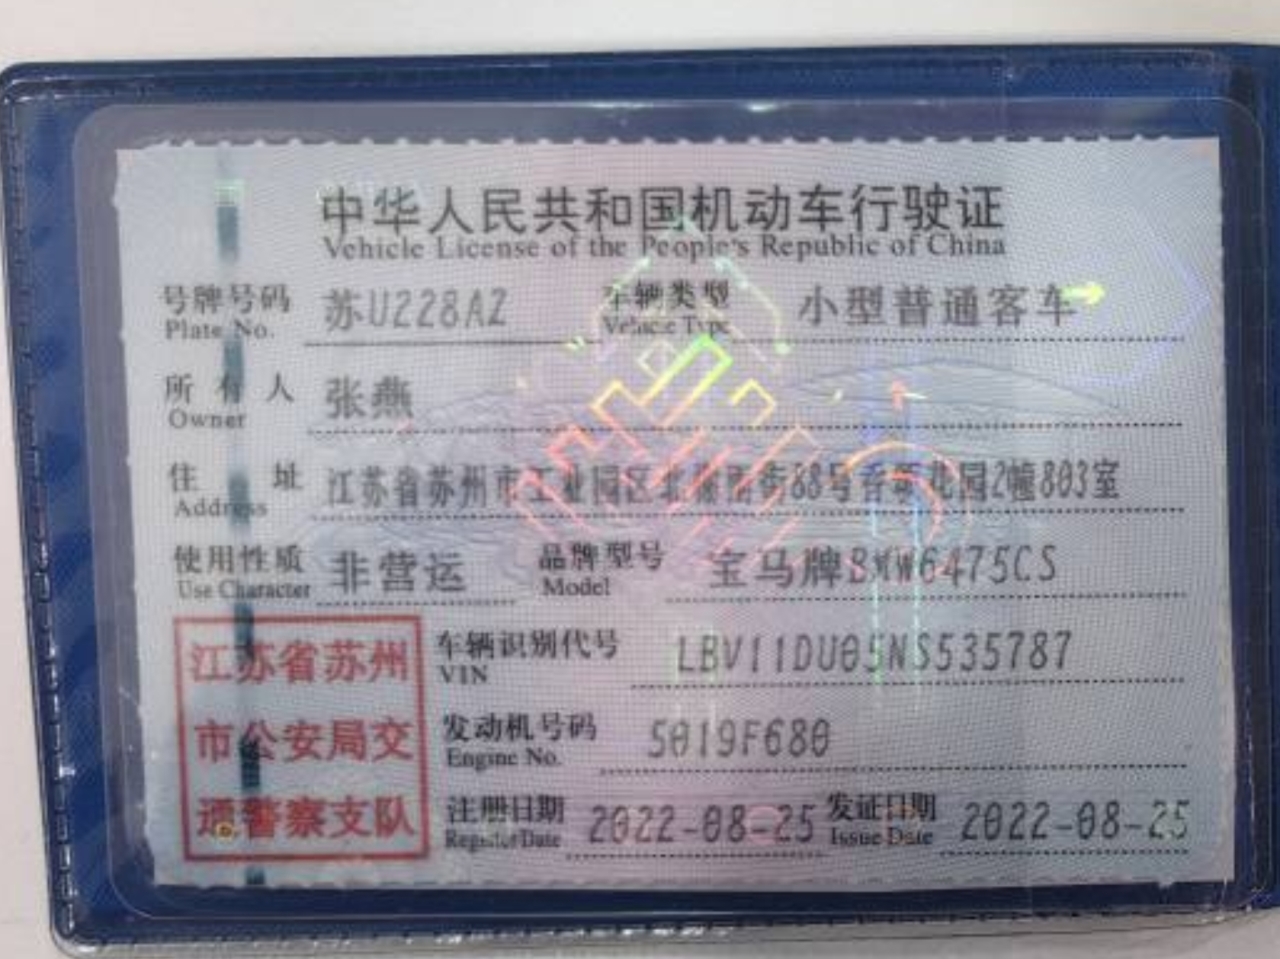 中华人民共和国机动车行驶证
Vehicle License of the People's Republic of China
号牌号码 苏U228AZ 车辆类型 小型普通客车
Plate No. Vehicle Type
所有人 张燕
Owner
住址 江苏省苏州市工业园区北 街88号香 花园2幢803室
Address
使用性质 非营运 品牌型号 宝马牌BMW6475CS
Use Character Model
江苏省苏州
市公安局交
通警察支队
车辆识别代号 LBV11DU05NS535787
VIN
发动机号码 5019F680
Engine No.
注册日期 2022-08-25 发证日期 2022-08-25
Register Date Issue Date